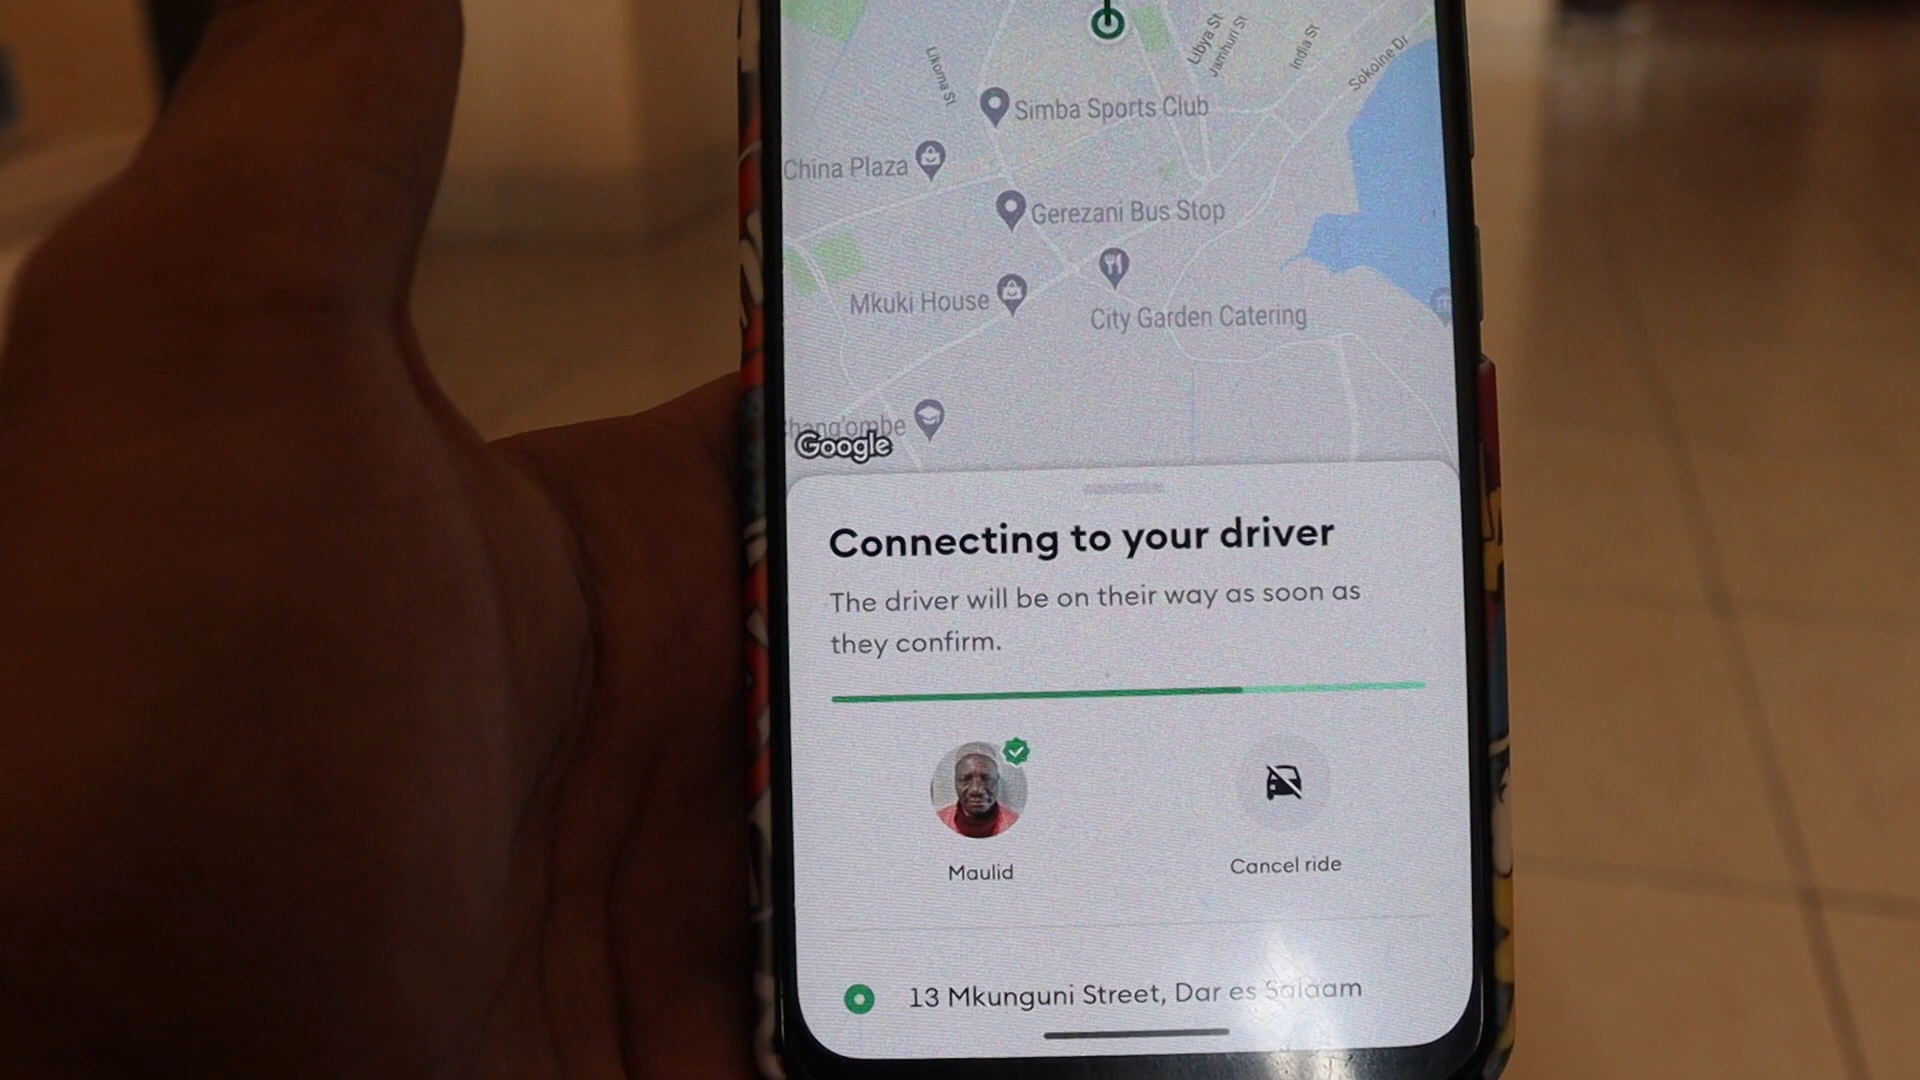 Libya St
Jamhuri St
India St
Sokoine Dr
Likoma St
Simba Sports Club
China Plaza
Gerezani Bus Stop
Mkuki House
City Garden Catering
hang'ombe
Google
Connecting to your driver
The driver will be on their way as soon as
they confirm.
Maulid
Cancel ride
13 Mkunguni Street, Dar es Salaam